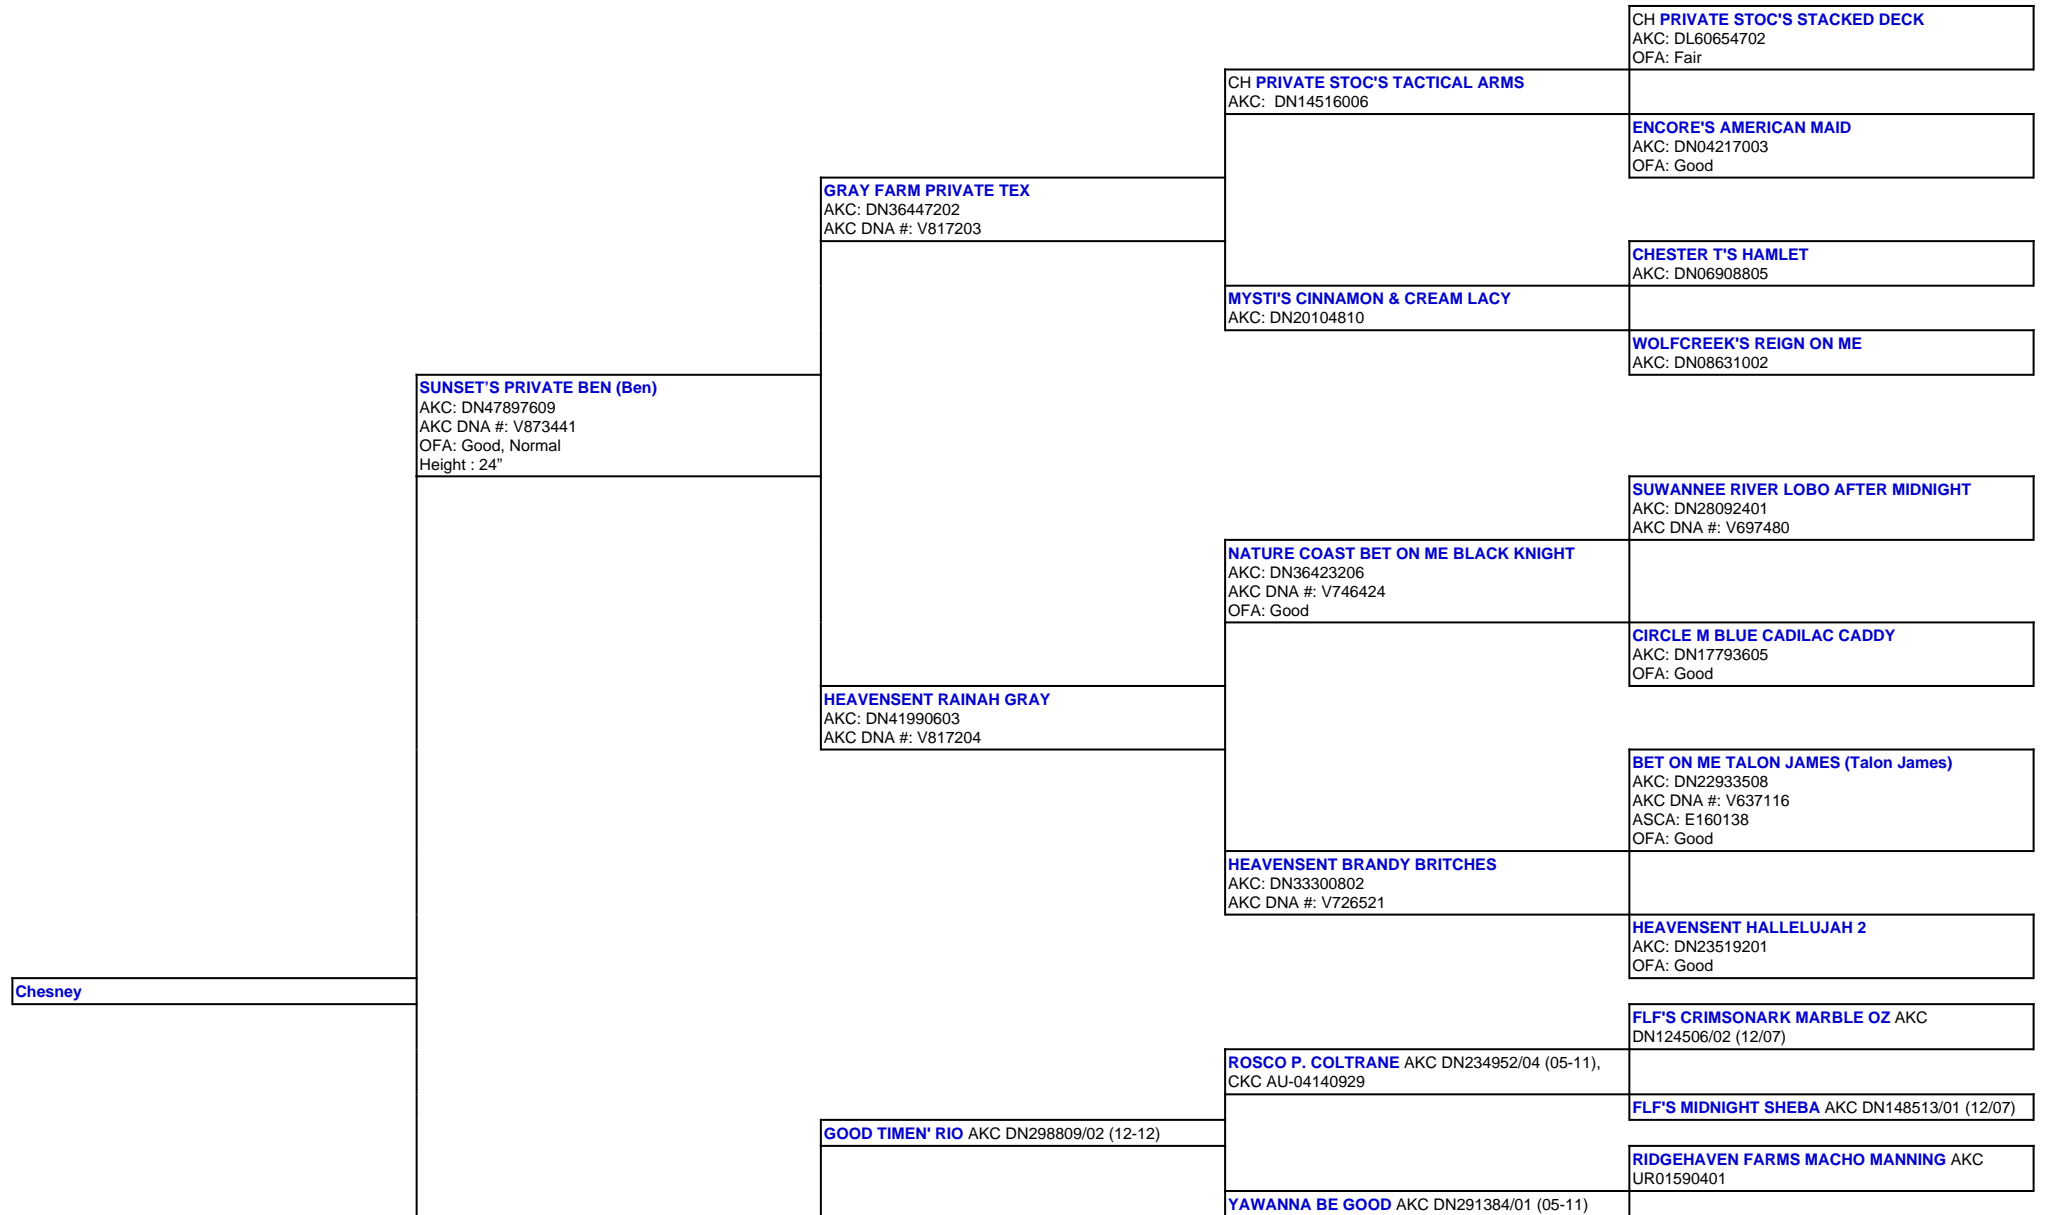 CH PRIVATE STOC'S STACKED DECK
AKC: DL60654702
OFA: Fair
CH PRIVATE STOC'S TACTICAL ARMS
AKC:  DN14516006
ENCORE'S AMERICAN MAID
AKC: DN04217003
OFA: Good
GRAY FARM PRIVATE TEX
AKC: DN36447202
AKC DNA #: V817203
CHESTER T'S HAMLET
AKC: DN06908805
MYSTI'S CINNAMON & CREAM LACY
AKC: DN20104810
WOLFCREEK'S REIGN ON ME
AKC: DN08631002
SUNSET’S PRIVATE BEN (Ben)
AKC: DN47897609
AKC DNA #: V873441
OFA: Good, Normal
Height : 24”
SUWANNEE RIVER LOBO AFTER MIDNIGHT
AKC: DN28092401
AKC DNA #: V697480
NATURE COAST BET ON ME BLACK KNIGHT
AKC: DN36423206
AKC DNA #: V746424
OFA: Good
CIRCLE M BLUE CADILAC CADDY
AKC: DN17793605
OFA: Good
HEAVENSENT RAINAH GRAY
AKC: DN41990603
AKC DNA #: V817204
BET ON ME TALON JAMES (Talon James)
AKC: DN22933508
AKC DNA #: V637116
ASCA: E160138
OFA: Good
HEAVENSENT BRANDY BRITCHES
AKC: DN33300802
AKC DNA #: V726521
HEAVENSENT HALLELUJAH 2
AKC: DN23519201
OFA: Good
Chesney
FLF'S CRIMSONARK MARBLE OZ AKC
DN124506/02 (12/07)
ROSCO P. COLTRANE AKC DN234952/04 (05-11),
CKC AU-04140929
FLF'S MIDNIGHT SHEBA AKC DN148513/01 (12/07)
GOOD TIMEN' RIO AKC DN298809/02 (12-12)
RIDGEHAVEN FARMS MACHO MANNING AKC
UR01590401
YAWANNA BE GOOD AKC DN291384/01 (05-11)